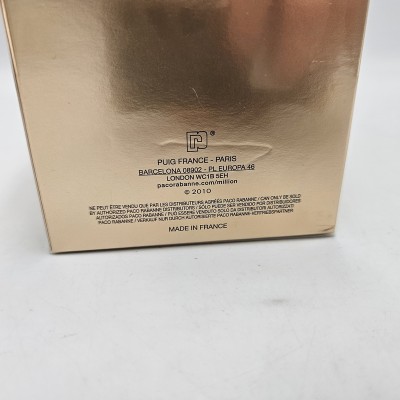 PUIG FRANCE - PARIS
BARCELONA 08902 - PL EUROPA 46
LONDON WC1B 5EH
pacorabanne.com/million
© 2010
NE PEUT ÊTRE VENDU QUE PAR LES DISTRIBUTEURS AGRÉÉS PACO RABANNE / CAN ONLY BE SOLD
BY AUTHORIZED PACO RABANNE DISTRIBUTORS / SOLO PUEDE SER VENDIDO POR DISTRIBUIDORES
AUTORIZADOS PACO RABANNE / PUÒ ESSERE VENDUTO SOLO DA DISTRIBUTORI AUTORIZZATI
PACO RABANNE / VERKAUF NUR DURCH AUTORISIERTE PACO RABANNE-VERTRIEBSPARTNER
MADE IN FRANCE